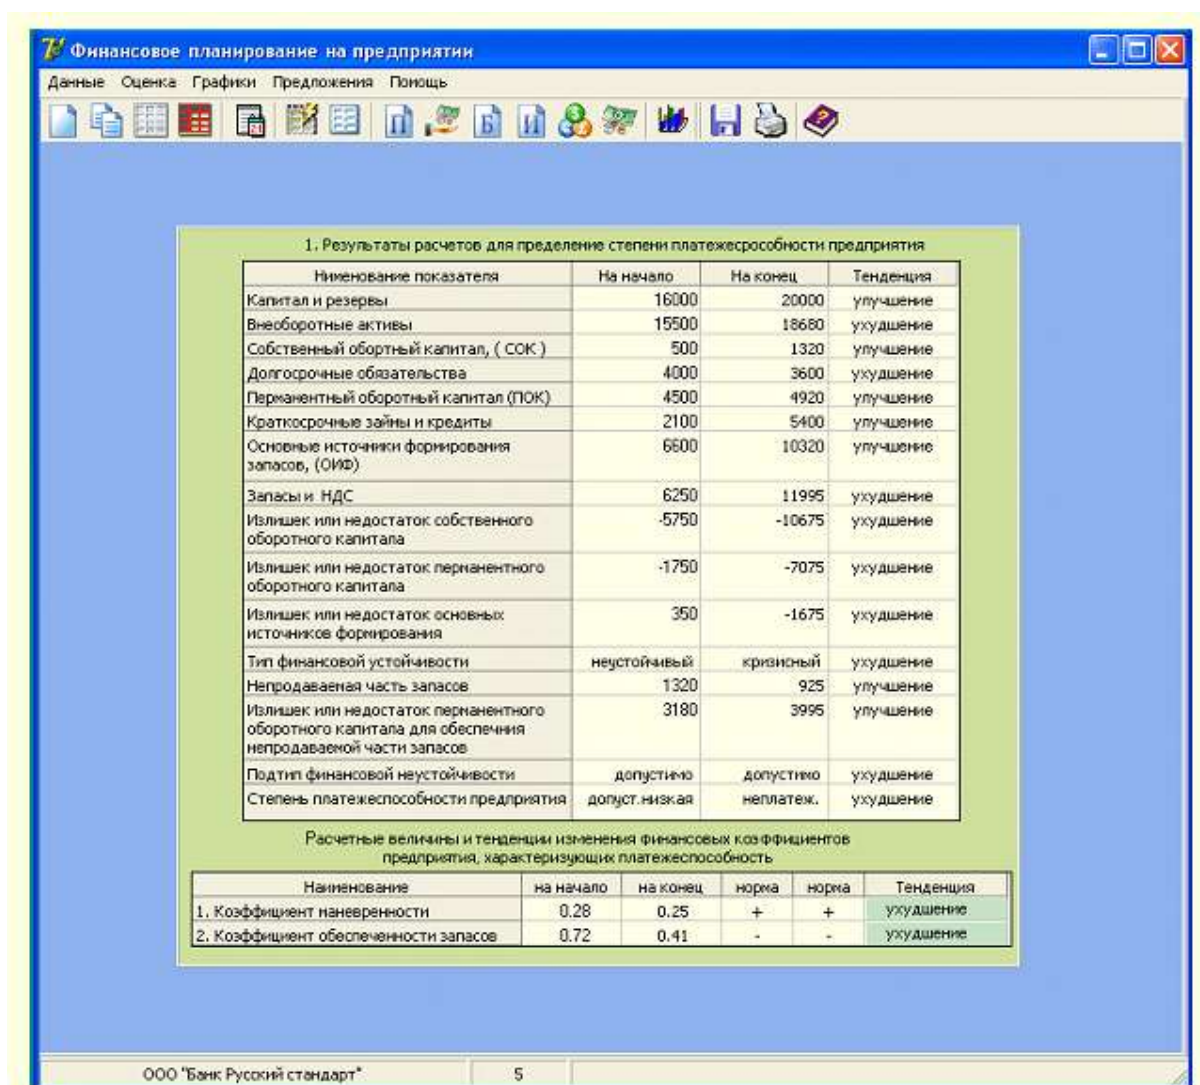 Финансовое планирование на предприятии
Данные Оценка Графики Предложения Помощь
1. Результаты расчетов для пределение степени платежесрособности предприятия
Нименование показателя На начало На конец Тенденция
Капитал и резервы 16000 20000 улучшение
Внеоборотные активы 15500 18680 ухудшение
Собственный обортный капитал, ( СОК ) 500 1320 улучшение
Долгосрочные обязательства 4000 3600 ухудшение
Перманентный оборотный капитал (ПОК) 4500 4920 улучшение
Краткосрочные займы и кредиты 2100 5400 улучшение
Основные источники формирования 6600 10320 улучшение
запасов, (ОИФ)
Запасы и НДС 6250 11995 ухудшение
Излишек или недостаток собственного -5750 -10675 ухудшение
оборотного капитала
Излишек или недостаток перманентного -1750 -7075 ухудшение
оборотного капитала
Излишек или недостаток основных 350 -1675 ухудшение
источников формирования
Тип финансовой устойчивости неустойчивый кризисный ухудшение
Непродаваемая часть запасов 1320 925 улучшение
Излишек или недостаток перманентного 3180 3995 улучшение
оборотного капитала для обеспечния
непродаваемой части запасов
Подтип финансовой неустойчивости допустимо допустимо ухудшение
Степень платежеспособности предприятия допуст.низкая неплатеж. ухудшение
Расчетные величины и тенденции изменения финансовых коэффициентов
предприятия, характеризующих платежеспособность
Наименование на начало на конец норма норма Тенденция
1. Коэффициент маневренности 0.28 0.25 + + ухудшение
2. Коэффициент обеспеченности запасов 0.72 0.41 - - ухудшение
ООО "Банк Русский стандарт" 5